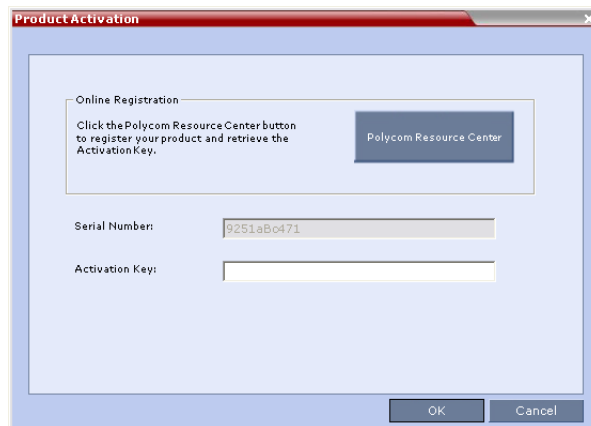 Product Activation
Online Registration
Click the Polycom Resource Center button
to register your product and retrieve the
Activation Key.
Polycom Resource Center
Serial Number:
9251aBc471
Activation Key:
OK
Cancel